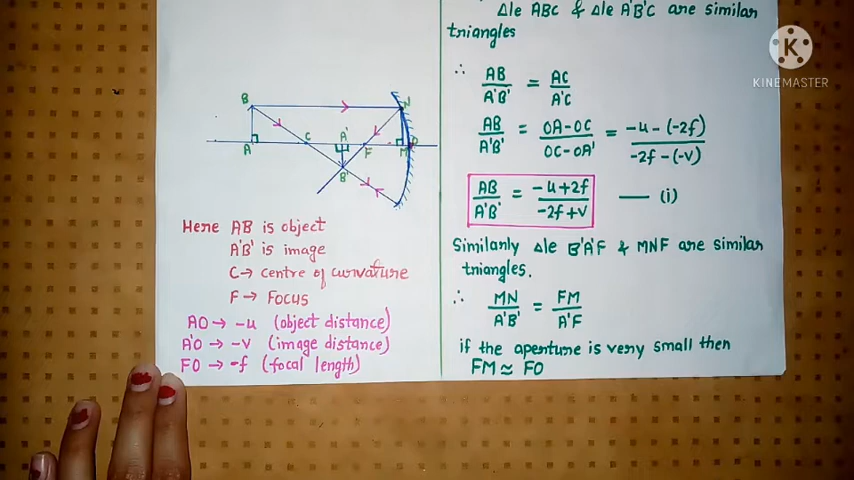 B
N
A
C
A'
F
M
B'
Here AB is object
A'B' is image
C → centre of curvature
F → Focus
AO → -u (object distance)
A'O → -v (image distance)
FO → -f (focal length)
Δle ABC & Δle A'B'C are similar
triangles
∴ AB/A'B' = AC/A'C
AB/A'B' = OA-OC/OC-OA' = -u-(-2f)/-2f-(-v)
AB/A'B' = -u+2f/-2f+v —— (i)
Similarly Δle B'A'F & MNF are similar
triangles.
∴ MN/A'B' = FM/A'F
if the aperture is very small then
FM ≃ FO
K
KINEMASTER